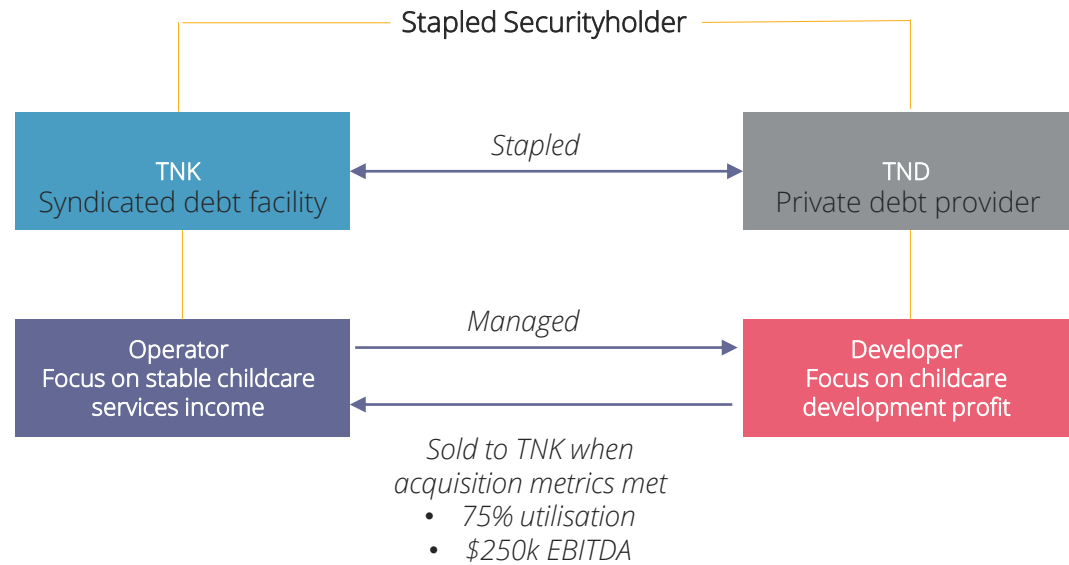 Stapled Securityholder
TNK
Syndicated debt facility
Stapled
TND
Private debt provider
Operator
Focus on stable childcare
services income
Managed
Developer
Focus on childcare
development profit
Sold to TNK when
acquisition metrics met
• 75% utilisation
• $250k EBITDA